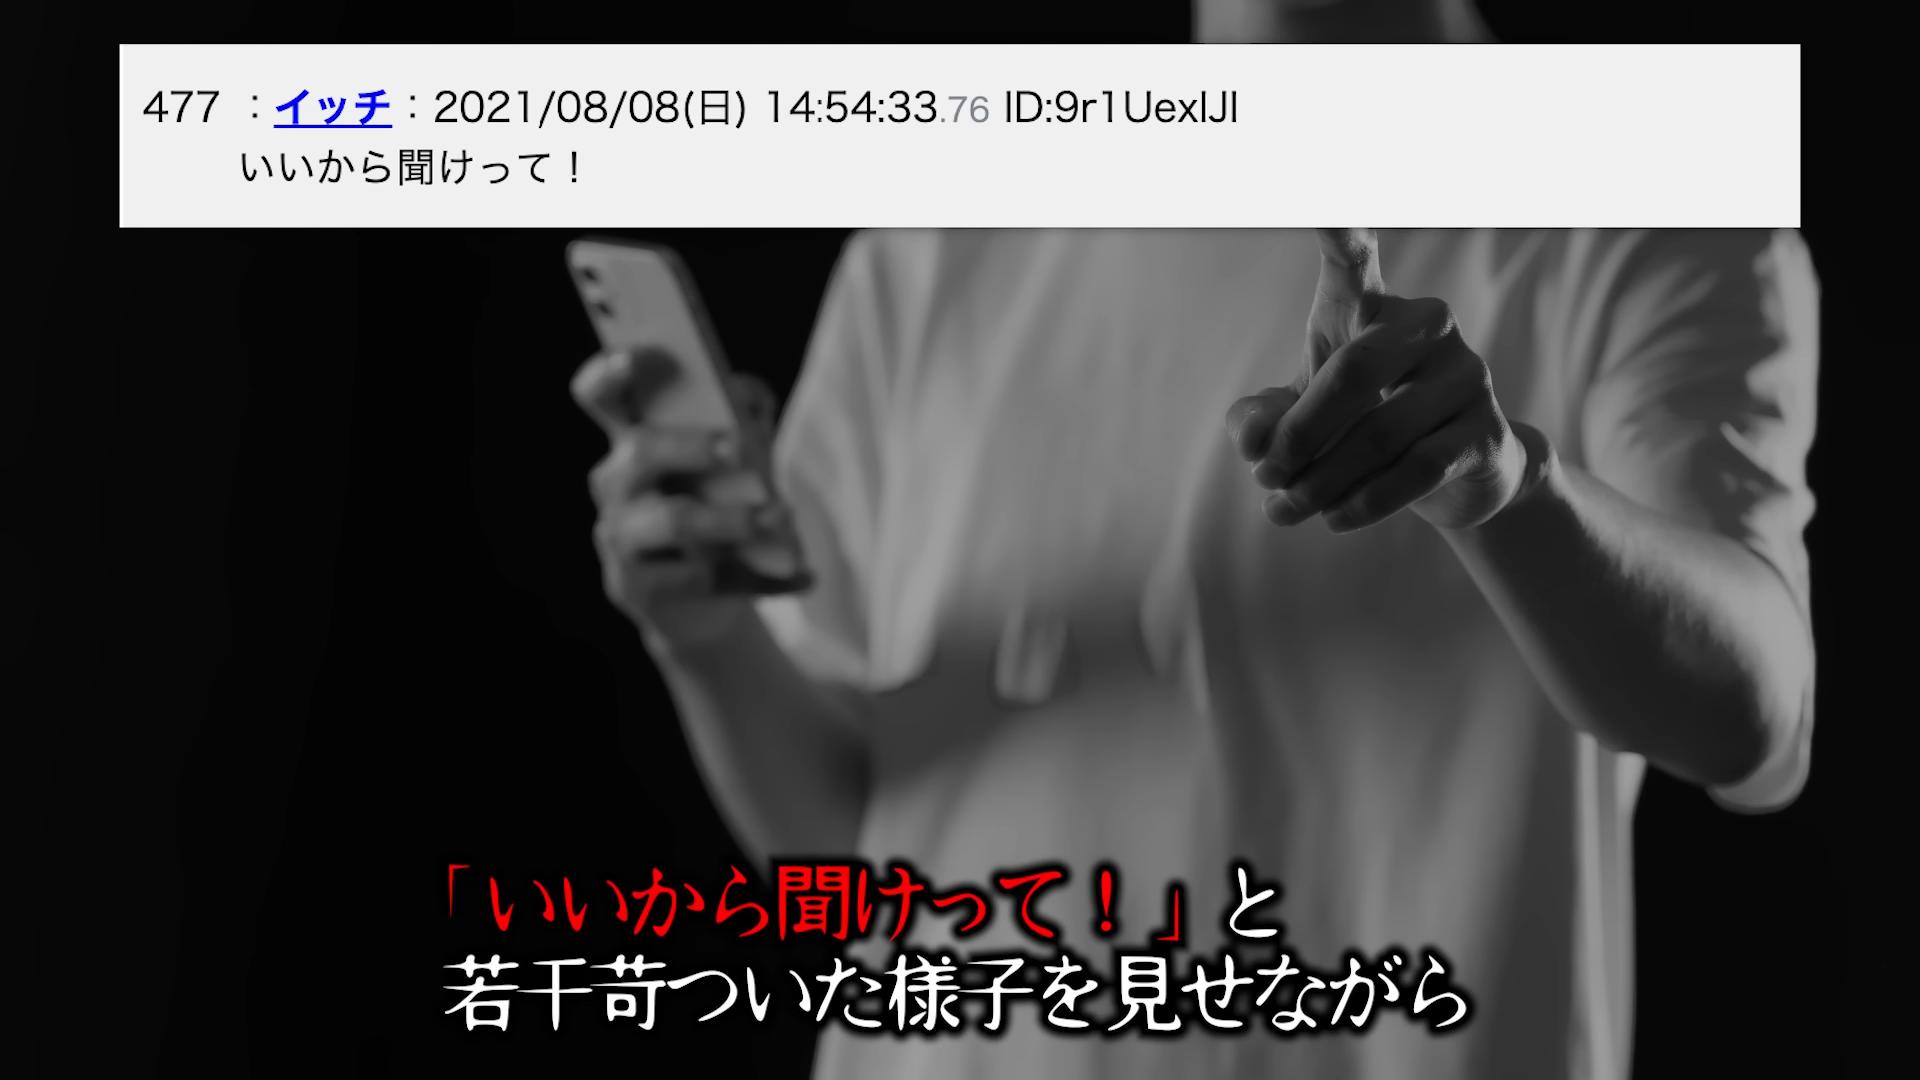 477 ：イッチ：2021/08/08(日) 14:54:33.76 ID:9r1UexlJI
いいから聞けって！
「いいから聞けって！」と
若干苛ついた様子を見せながら